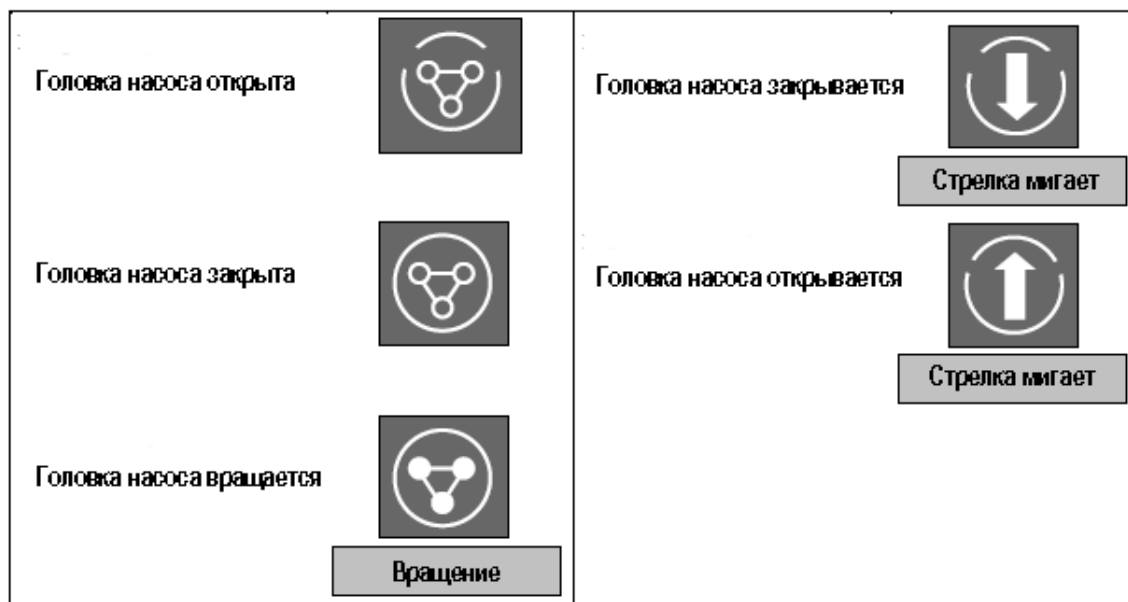 Головка насоса открыта
Головка насоса закрыта
Головка насоса вращается
Вращение
Головка насоса закрывается
Стрелка мигает
Головка насоса открывается
Стрелка мигает